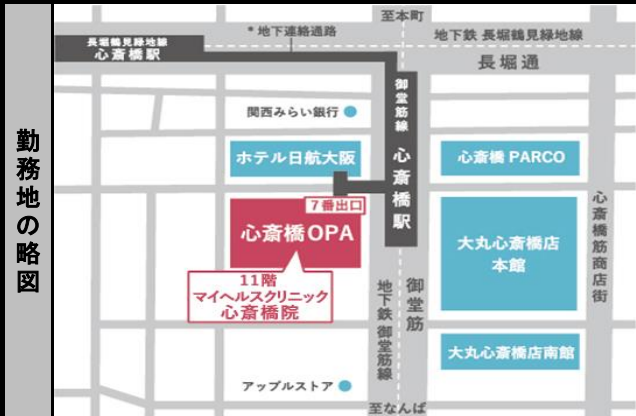 勤務地の略図
至本町
*地下連絡通路
地下鉄 長堀鶴見緑地線
長堀鶴見緑地線
心斎橋駅
長堀通
関西みらい銀行
御堂筋線 心斎橋駅
ホテル日航大阪
心斎橋 PARCO
7番出口
心斎橋OPA
大丸心斎橋店
本館
心斎橋筋商店街
11階
マイヘルスクリニック
心斎橋院
地下鉄 御堂筋線
御堂筋
大丸心斎橋店南館
アップルストア
至なんば